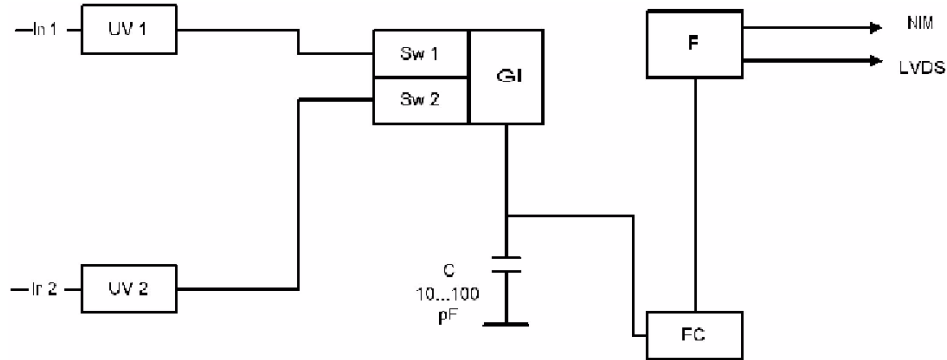 In 1
UV 1
Sw 1
Sw 2
GI
F
NIM
LVDS
In 2
UV 2
C
10...100
pF
FC